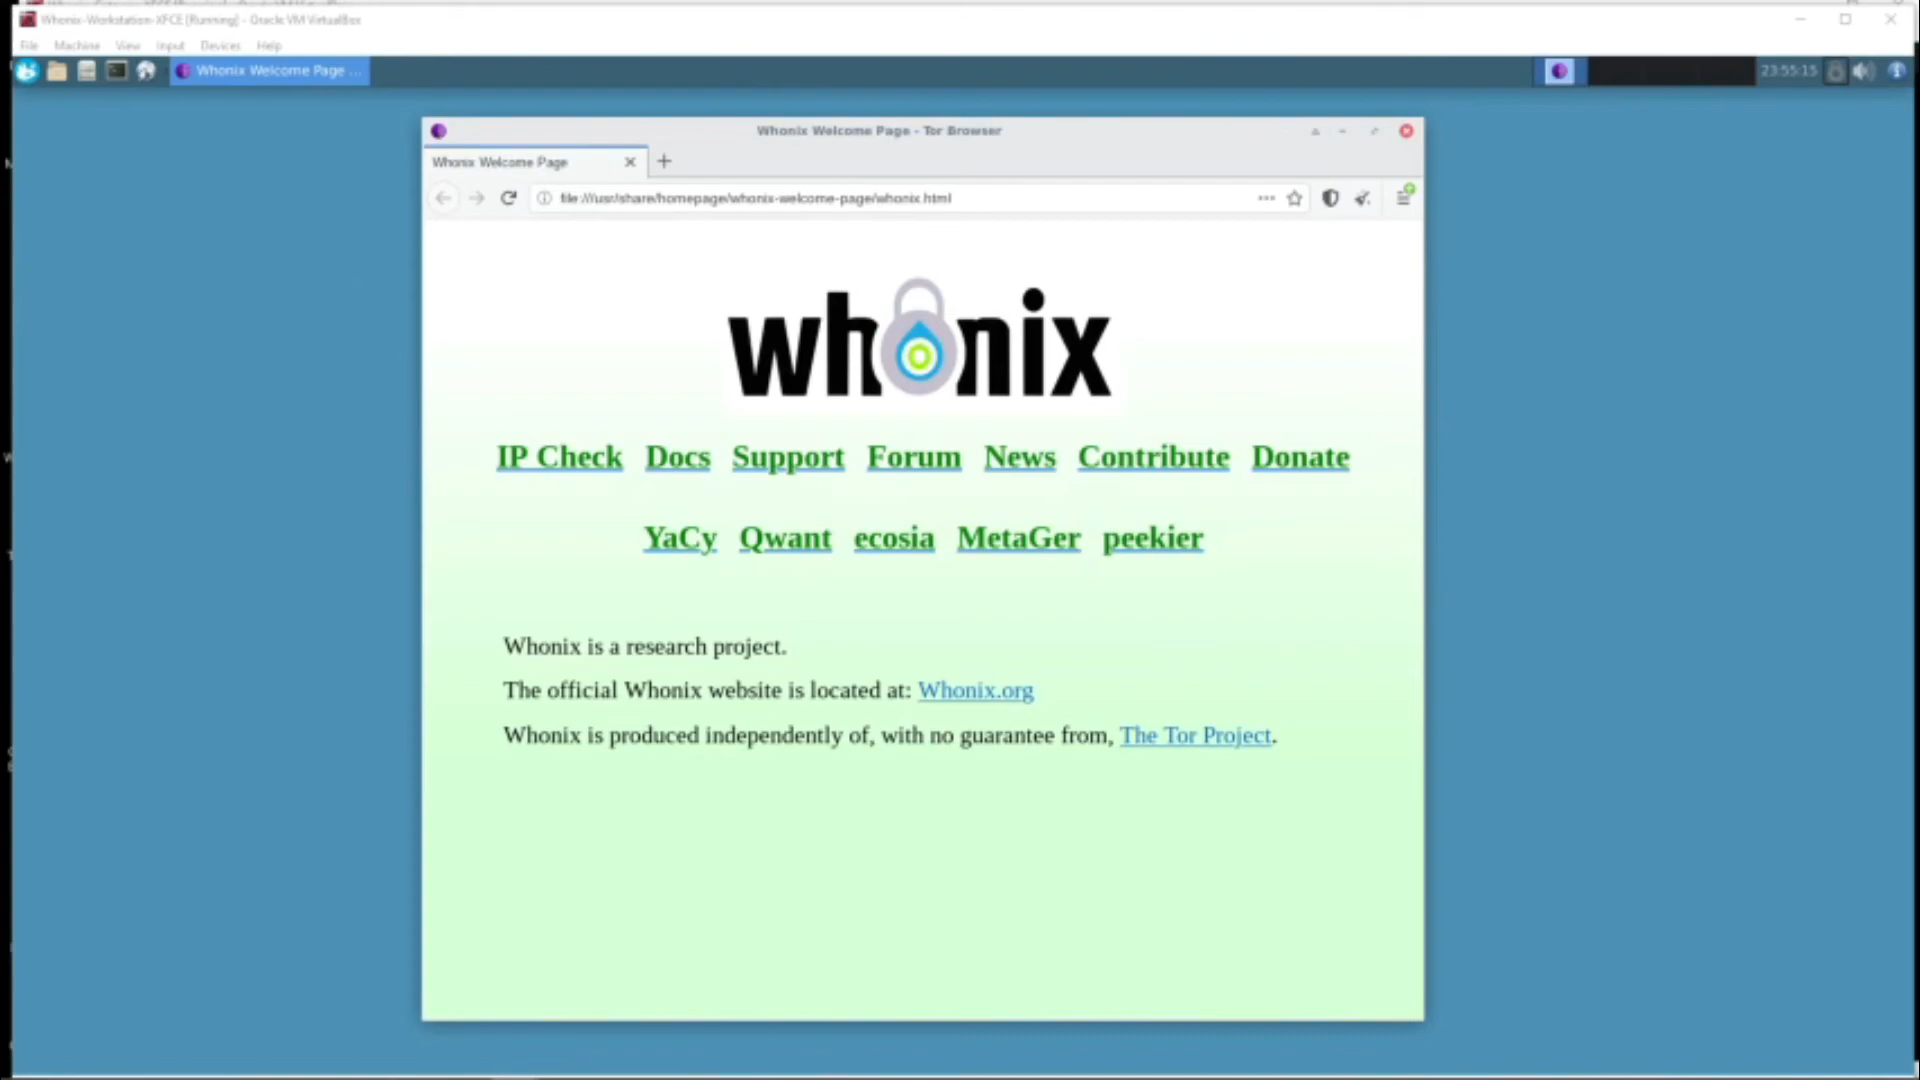 Whonix-Workstation-XFCE [Running] - Oracle VM VirtualBox
File Machine View Input Devices Help
Whonix Welcome Page ...
23:55:15
Whonix Welcome Page - Tor Browser
Whonix Welcome Page
file:///usr/share/homepage/whonix-welcome-page/whonix.html
whonix
IP Check Docs Support Forum News Contribute Donate
YaCy Qwant ecosia MetaGer peekier
Whonix is a research project.
The official Whonix website is located at: Whonix.org
Whonix is produced independently of, with no guarantee from, The Tor Project.